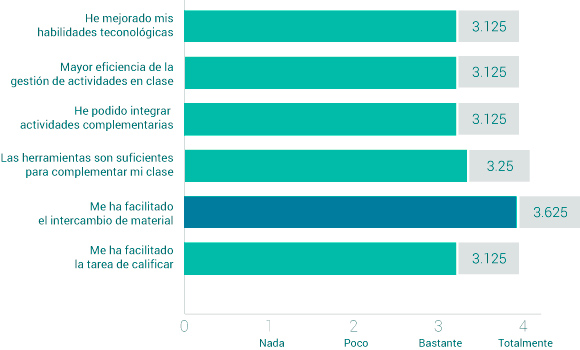 He mejorado mis
habilidades teconológicas
3.125
Mayor eficiencia de la
gestión de actividades en clase
3.125
He podido integrar
actividades complementarias
3.125
Las herramientas son suficientes
para complementar mi clase
3.25
Me ha facilitado
el intercambio de material
3.625
Me ha facilitado
la tarea de calificar
3.125
0 1 2 3 4
Nada Poco Bastante Totalmente